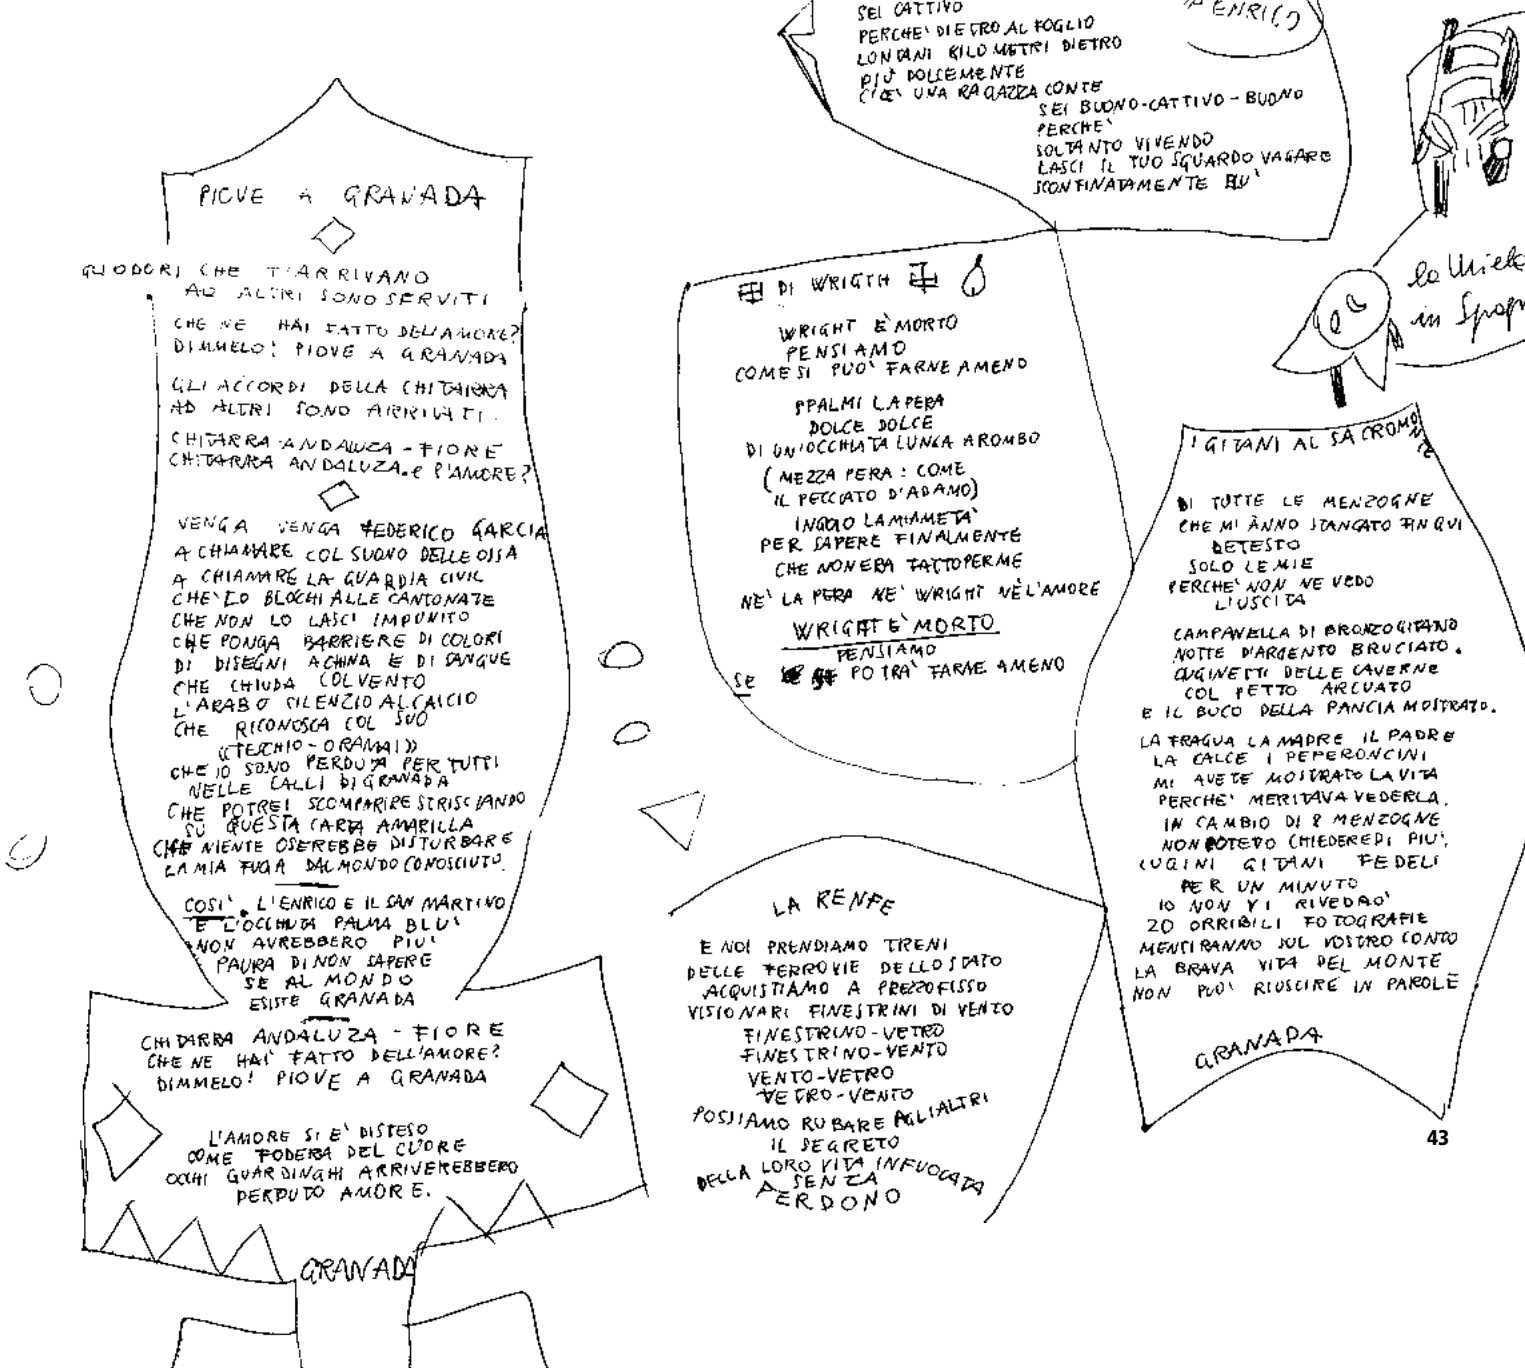 PIOVE A GRANADA
GLI ODORI CHE T'ARRIVANO
AD ALTRI SONO SERVITI
CHE NE HAI FATTO DELL'AMORE?
DIMMELO! PIOVE A GRANADA
GLI ACCORDI DELLA CHITARRA
AD ALTRI SONO ARRIVATI.
CHITARRA ANDALUZA - FIORE
CHITARRA ANDALUZA. e l'AMORE?
VENGA VENGA FEDERICO GARCIA
A CHIAMARE COL SUONO DELLE OSSA
A CHIAMARE LA GUARDIA CIVIL
CHE LO BLOCHI ALLE CANTONATE
CHE NON LO LASCI IMPUNITO
CHE PONGA BARRIERE DI COLORI
DI DISEGNI A CHINA E DI SANGUE
CHE CHIUDA COL VENTO
L'ARABO SILENZIO AL CALCIO
CHE RICONOSCA COL SUO
«TESCHIO-ORAMAI»
CHE IO SONO PERDUTA PER TUTTI
NELLE CALLI DI GRANADA
CHE POTREI SCOMPARIRE STRISCIANDO
SU QUESTA CARTA AMARILLA
CHE NIENTE OSEREBBE DISTURBARE
LA MIA FUGA DAL MONDO CONOSCIUTO.
COSI'. L'ENRICO E IL SAN MARTINO
E L'OCCHIUTA PALMA BLU'
NON AVREBBERO PIU'
PAURA DI NON SAPERE
SE AL MONDO
ESISTE GRANADA
CHITARRA ANDALUZA - FIORE
CHE NE HAI FATTO DELL'AMORE?
DIMMELO! PIOVE A GRANADA
L'AMORE SI E' DISTESO
COME FODERA DEL CUORE
OCCHI GUARDINGHI ARRIVEREBBERO
PERDUTO AMORE.
GRANADA
SEI CATTIVO
PERCHE' DIETRO AL FOGLIO
LONTANI KILOMETRI DIETRO
PIU' DOLCEMENTE
C'E' UNA RAGAZZA CONTE
SEI BUONO-CATTIVO-BUONO
PERCHE'
SOLTANTO VIVENDO
LASCI IL TUO SGUARDO VAGARE
SCONFINATAMENTE BLU'
ENRICO
DI WRIGTH
WRIGHT E' MORTO
PENSIAMO
COME SI PUO' FARNE AMENO
SPALMI LA PERA
DOLCE DOLCE
DI UN'OCCHIATA LUNGA A ROMBO
(MEZZA PERA: COME
IL PECCATO D'ADAMO)
INGOIO LA MIA META'
PER SAPERE FINALMENTE
CHE NON ERA FATTO PER ME
NE' LA PERA NE' WRIGHT NE' L'AMORE
WRIGHT E' MORTO
PENSIAMO
SE POTRA' FARNE AMENO
LA RENFE
E NOI PRENDIAMO TRENI
DELLE FERROVIE DELLO STATO
ACQUISTIAMO A PREZZO FISSO
VISIONARI FINESTRINI DI VENTO
FINESTRINO-VETRO
FINESTRINO-VENTO
VENTO-VETRO
VETRO-VENTO
POSSIAMO RUBARE AGLI ALTRI
IL SEGRETO
DELLA LORO VITA INFUOCATA
SENZA
PERDONO
in
I GITANI AL SACROMONTE
DI TUTTE LE MENZOGNE
CHE MI ÀNNO STANCATO FIN QUI
DETESTO
SOLO LE MIE
PERCHE' NON NE VEDO
L'USCITA
CAMPANELLA DI BRONZO GITANO
NOTTE D'ARGENTO BRUCIATO.
CUGINETTI DELLE CAVERNE
COL PETTO ARCUATO
E IL BUCO DELLA PANCIA MOSTRATO.
LA FRAGUA LA MADRE IL PADRE
LA CALCE I PEPERONCINI
MI AVETE MOSTRATO LA VITA
PERCHE' MERITAVA VEDERLA.
IN CAMBIO DI 8 MENZOGNE
NON POTEVO CHIEDERE DI PIU'.
CUGINI GITANI FEDELI
PER UN MINUTO
IO NON VI RIVEDRO'
20 ORRIBILI FOTOGRAFIE
MENTIRANNO SUL VOSTRO CONTO
LA BRAVA VITA DEL MONTE
NON PUO' RIUSCIRE IN PAROLE
GRANADA
43